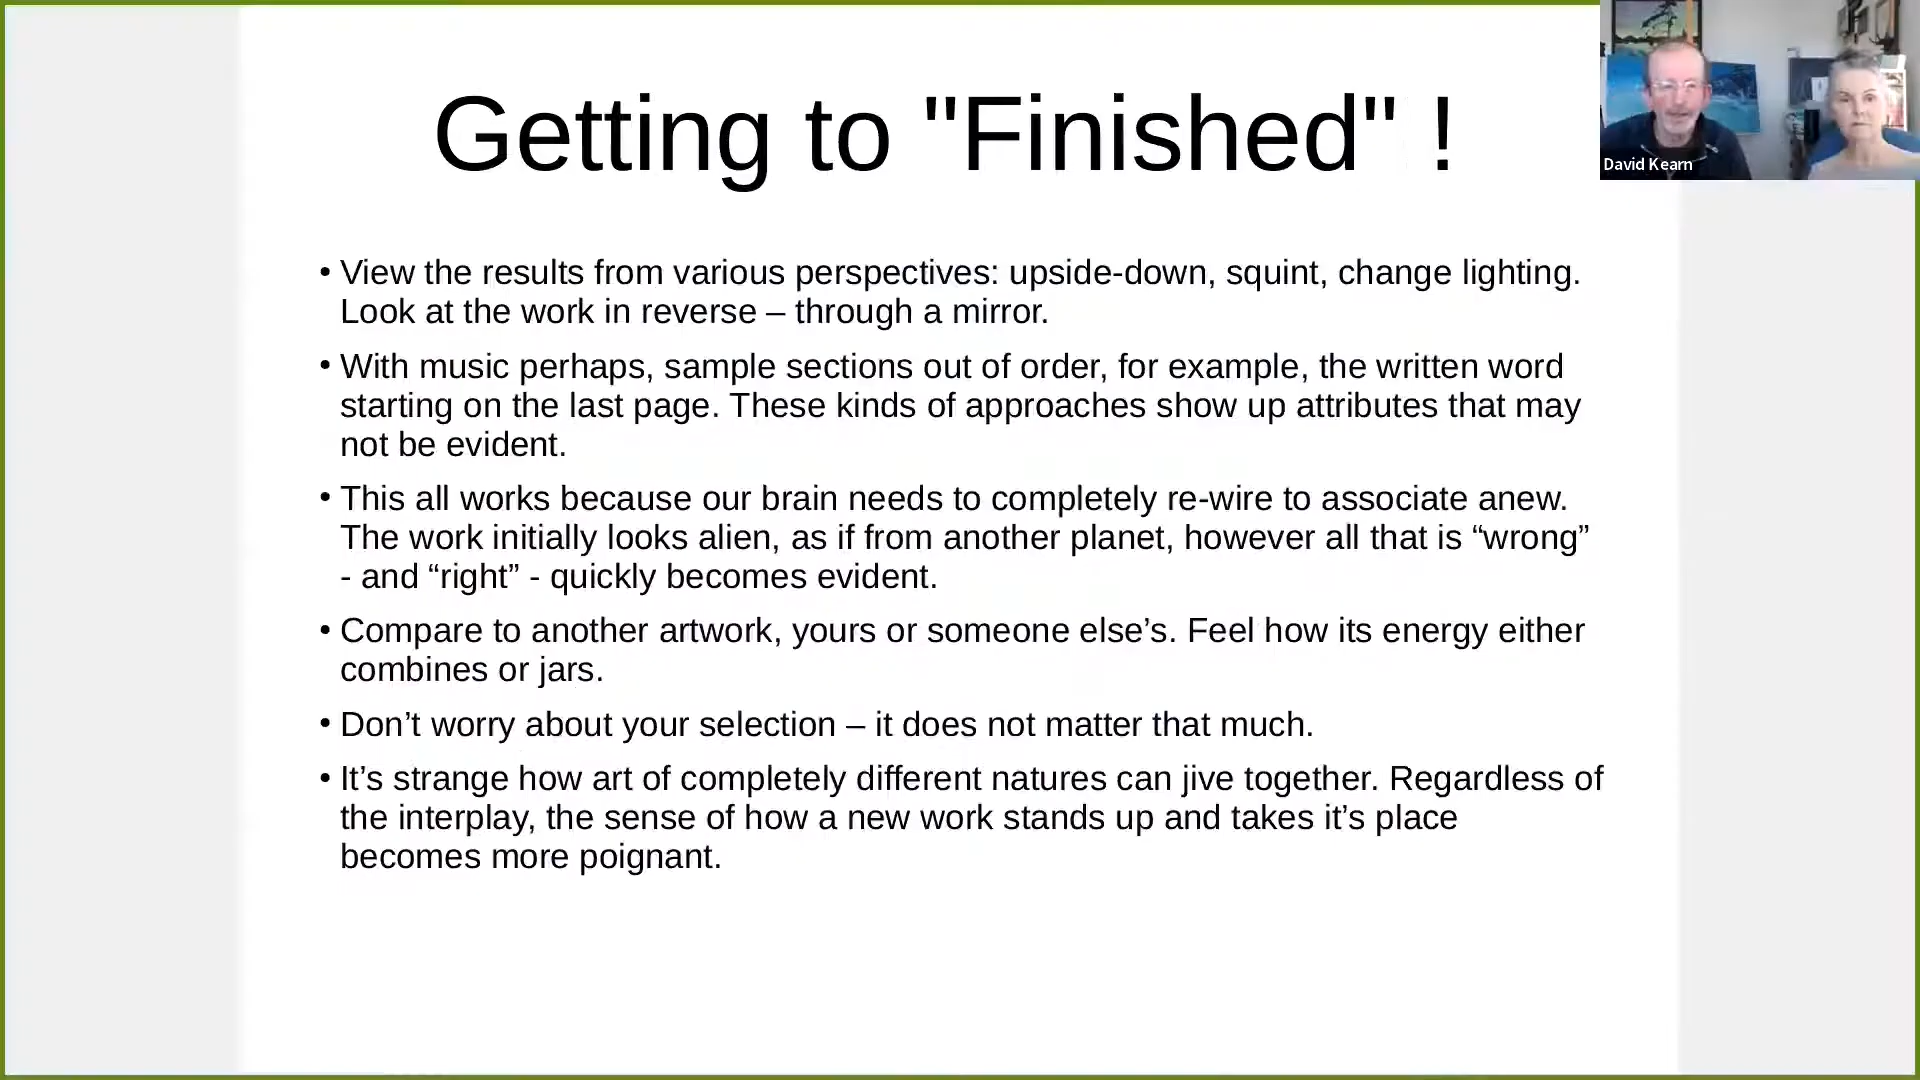 Getting to "Finished" !
David Kearn
• View the results from various perspectives: upside-down, squint, change lighting.
Look at the work in reverse – through a mirror.
• With music perhaps, sample sections out of order, for example, the written word
starting on the last page. These kinds of approaches show up attributes that may
not be evident.
• This all works because our brain needs to completely re-wire to associate anew.
The work initially looks alien, as if from another planet, however all that is “wrong”
- and “right” - quickly becomes evident.
• Compare to another artwork, yours or someone else’s. Feel how its energy either
combines or jars.
• Don’t worry about your selection – it does not matter that much.
• It’s strange how art of completely different natures can jive together. Regardless of
the interplay, the sense of how a new work stands up and takes it’s place
becomes more poignant.